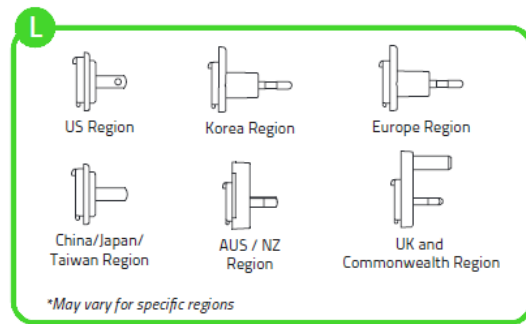 L
US Region
Korea Region
Europe Region
China/Japan/
Taiwan Region
AUS / NZ
Region
UK and
Commonwealth Region
*May vary for specific regions